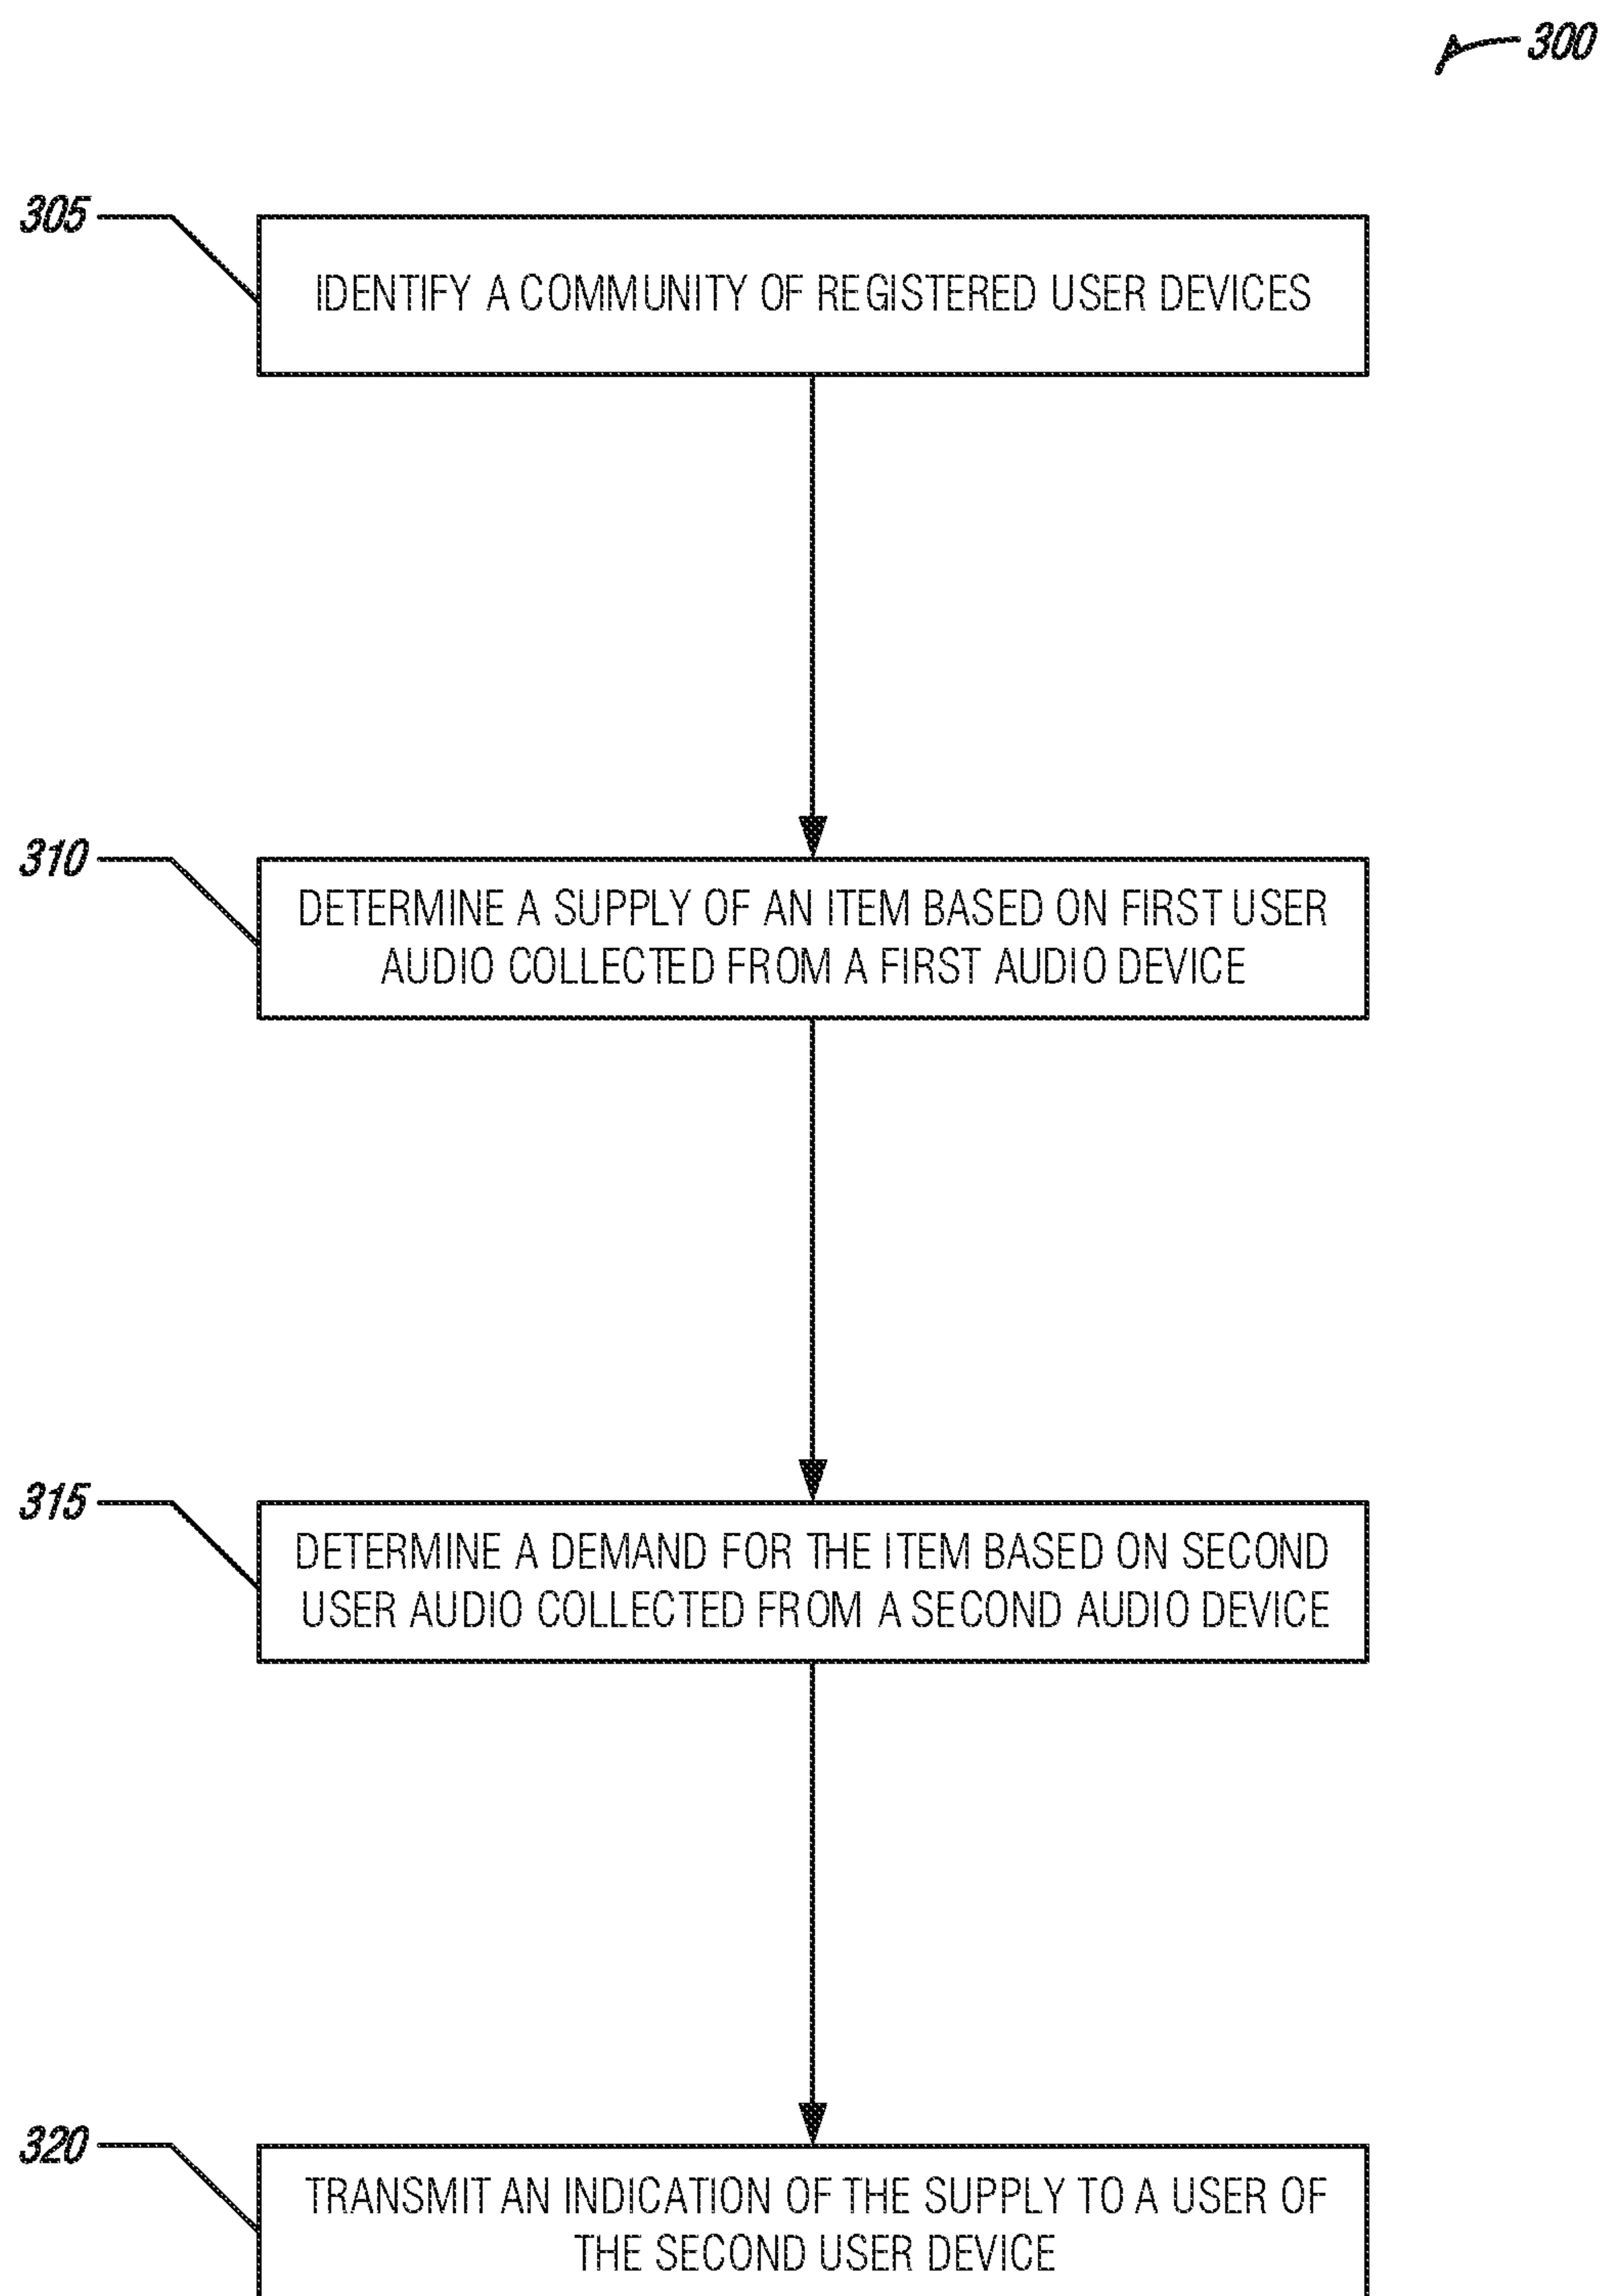 300
305
IDENTIFY A COMMUNITY OF REGISTERED USER DEVICES
310
DETERMINE A SUPPLY OF AN ITEM BASED ON FIRST USER
AUDIO COLLECTED FROM A FIRST AUDIO DEVICE
315
DETERMINE A DEMAND FOR THE ITEM BASED ON SECOND
USER AUDIO COLLECTED FROM A SECOND AUDIO DEVICE
320
TRANSMIT AN INDICATION OF THE SUPPLY TO A USER OF
THE SECOND USER DEVICE